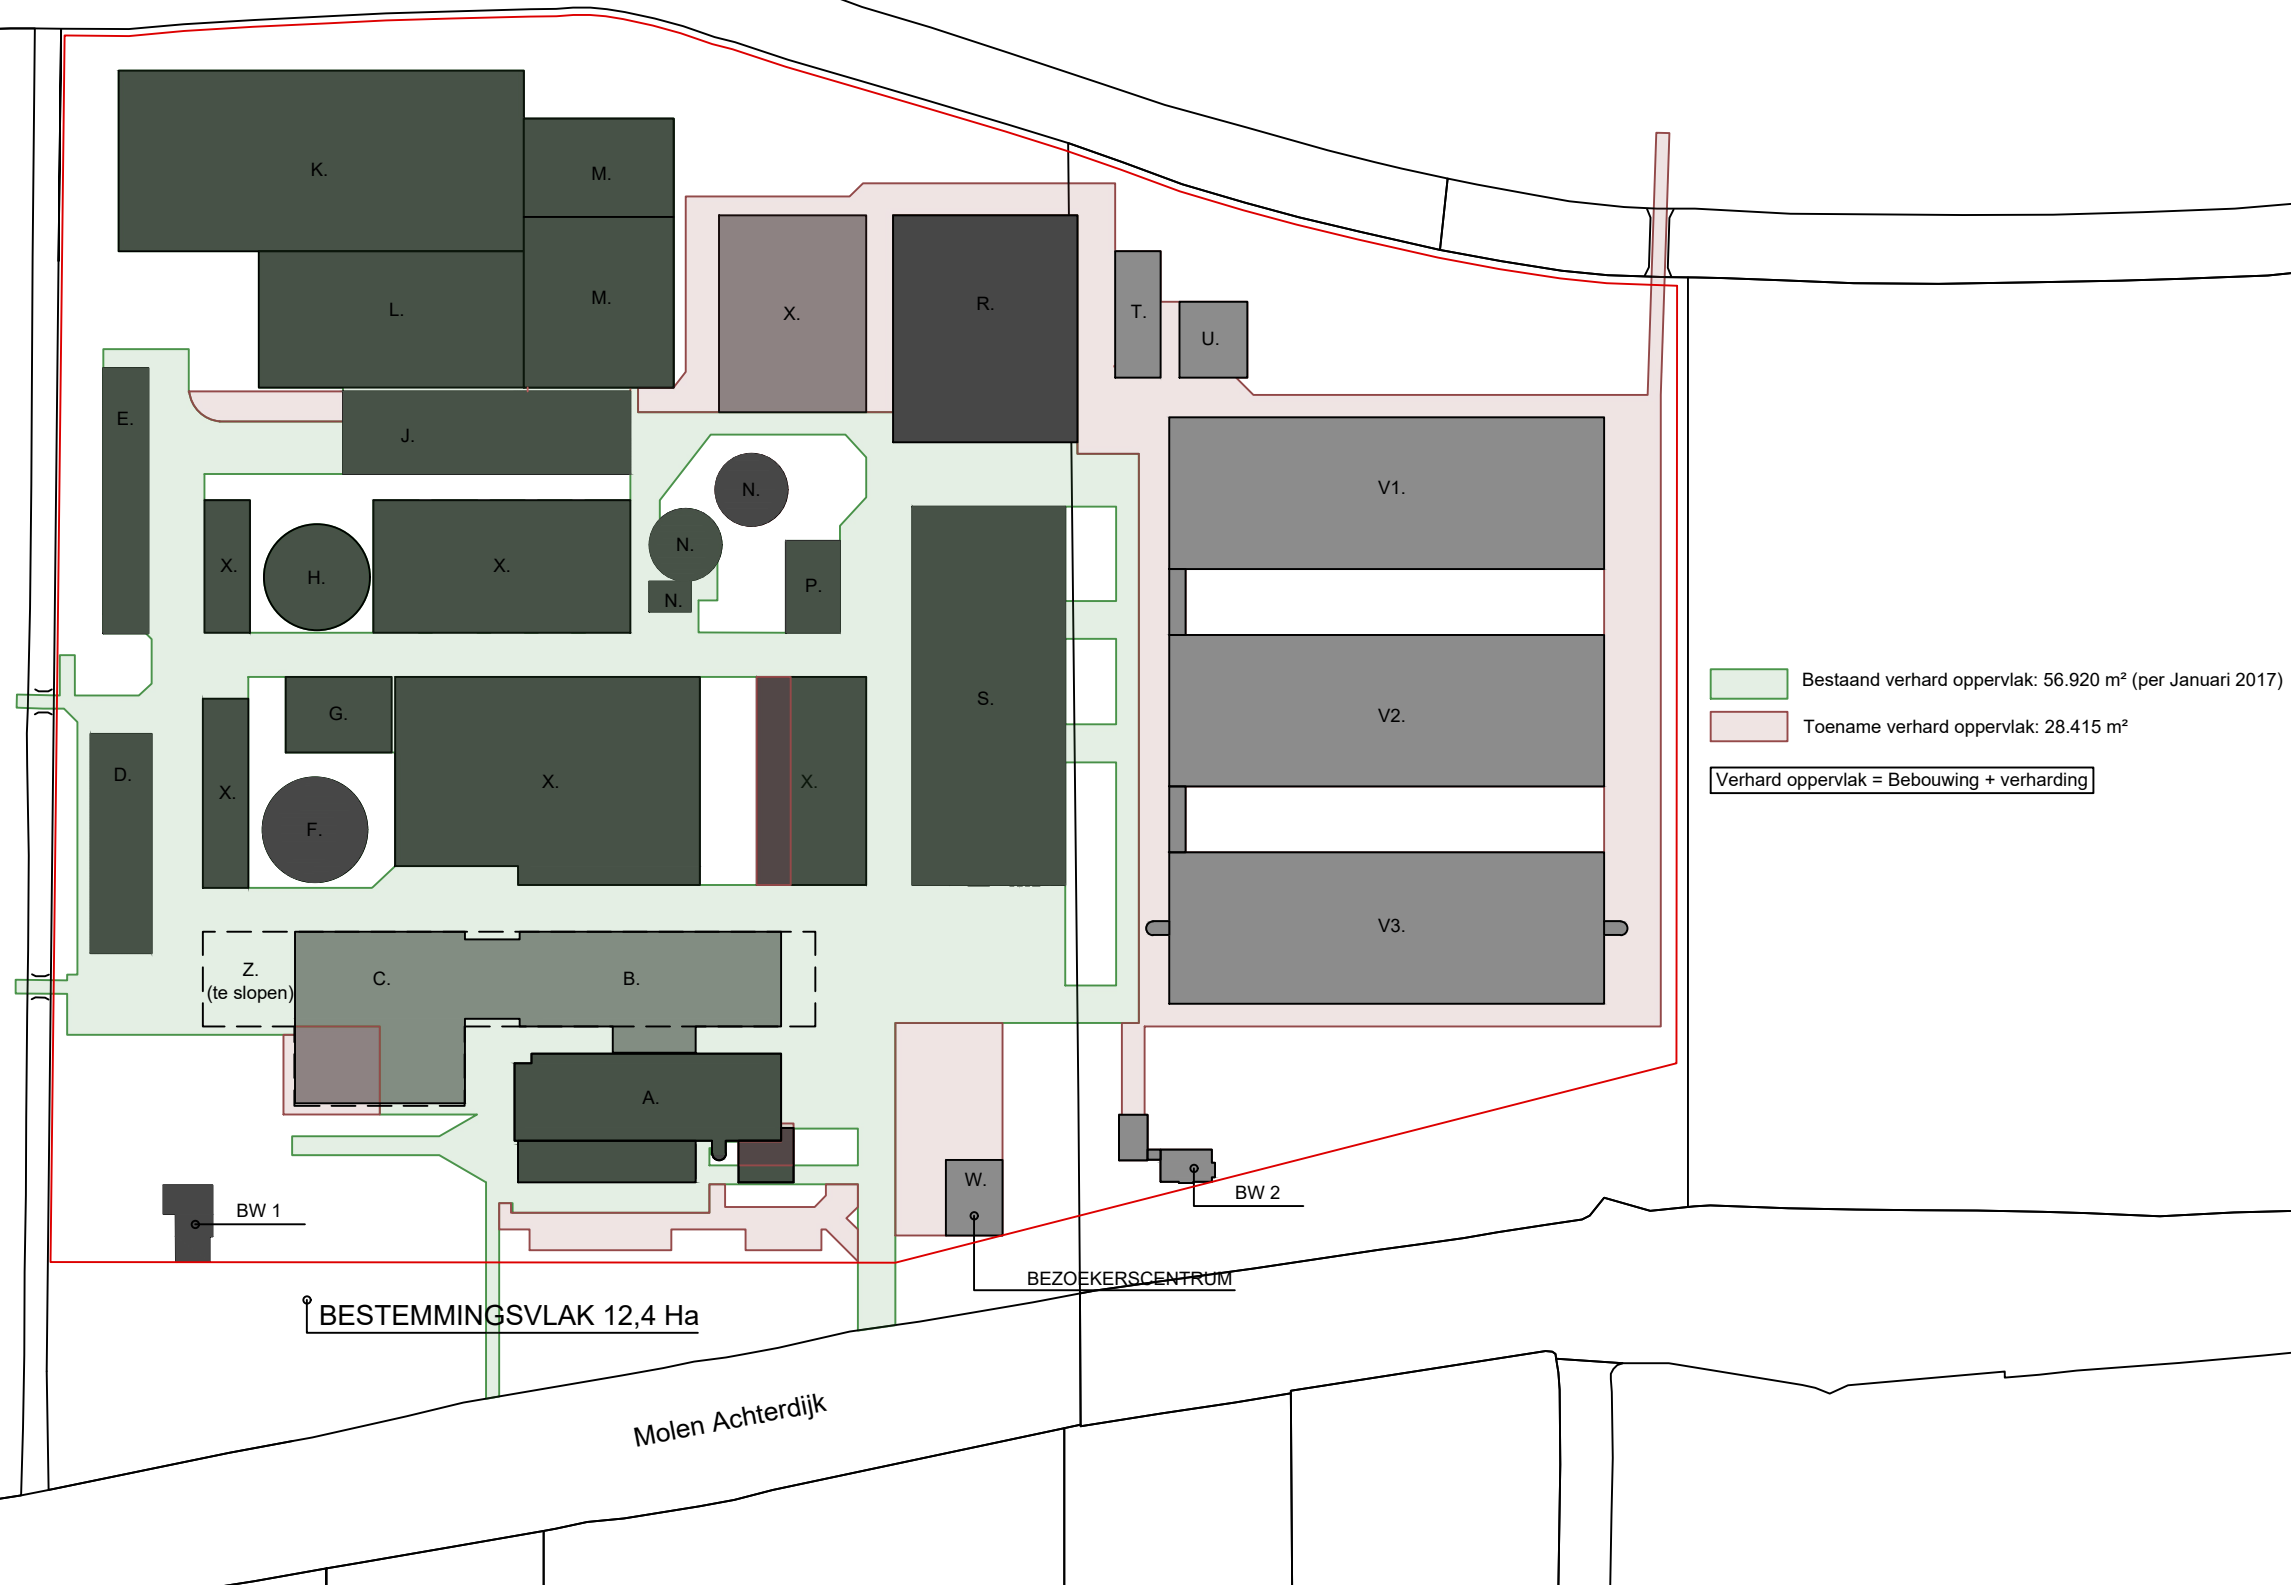 K.
M.
L.
M.
X.
R.
T.
U.
E.
J.
N.
V1.
X.
H.
X.
N.
N.
P.
S.
V2.
G.
D.
X.
F.
X.
X.
Bestaand verhard oppervlak: 56.920 m² (per Januari 2017)
Toename verhard oppervlak: 28.415 m²
Verhard oppervlak = Bebouwing + verharding
V3.
Z.
(te slopen)
C.
B.
A.
W.
BW 1
BW 2
BEZOEKERSCENTRUM
BESTEMMINGSVLAK 12,4 Ha
Molen Achterdijk